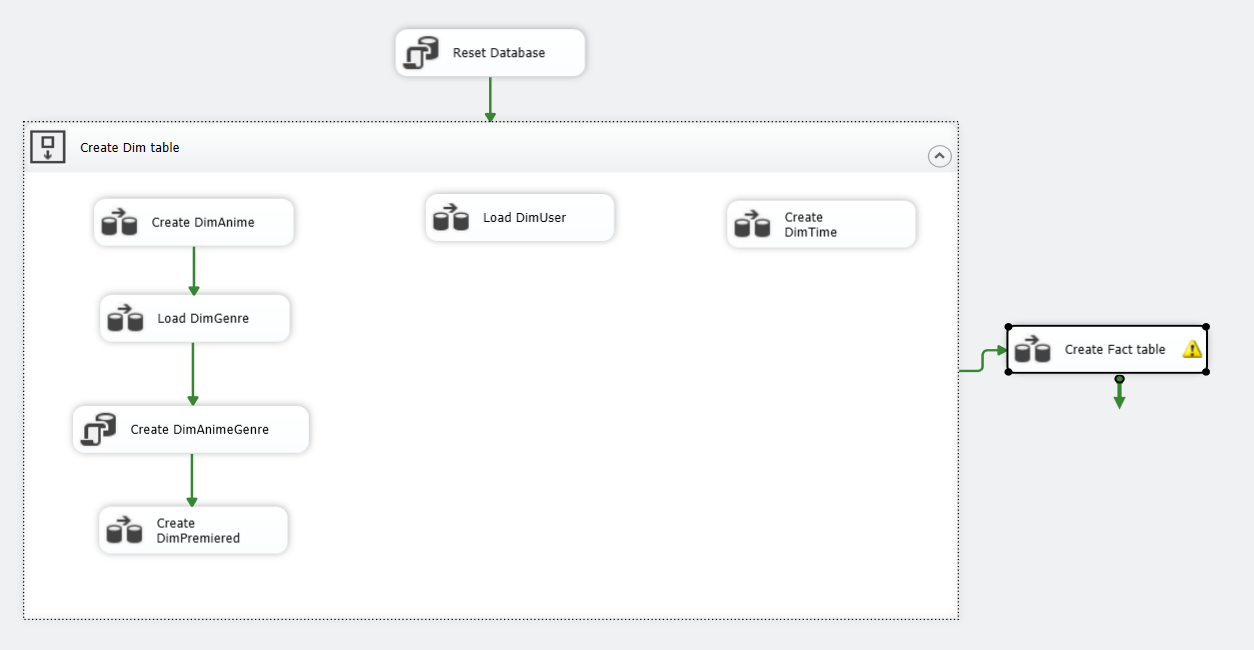 Reset Database
Create Dim table
Create DimAnime
Load DimUser
Create
DimTime
Load DimGenre
Create Fact table
Create DimAnimeGenre
Create
DimPremiered